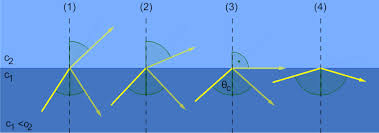 (1) (2) (3) (4)
c₂
c₁
θc
c₁ <c₂